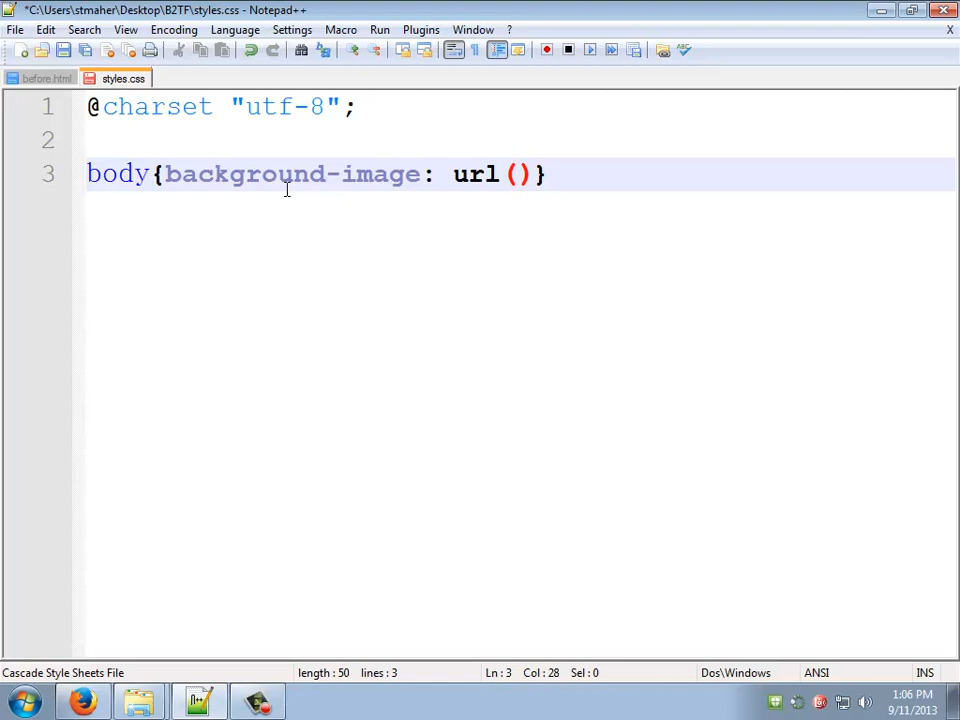 *C:\Users\stmaher\Desktop\B2TF\styles.css - Notepad++
File Edit Search View Encoding Language Settings Macro Run Plugins Window ? X
before.html styles.css
1 @charset "utf-8";
2
3 body{background-image: url()}
Cascade Style Sheets File length : 50 lines : 3 Ln : 3 Col : 28 Sel : 0 Dos\Windows ANSI INS
1:06 PM
9/11/2013